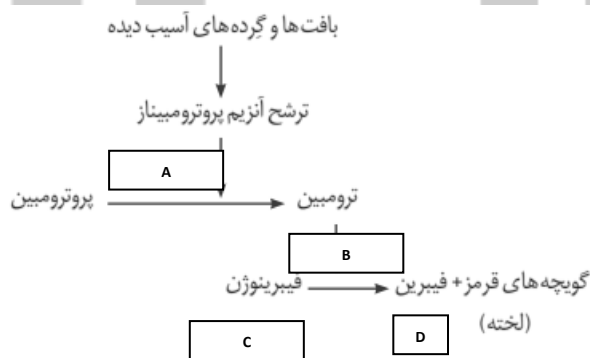 بافت‌ها و گِرده‌های آسیب دیده
ترشح آنزیم پروترومبیناز
A
پروترومبین
ترومبین
B
فیبرینوژن
گویچه‌های قرمز + فیبرین
(لخته)
C
D